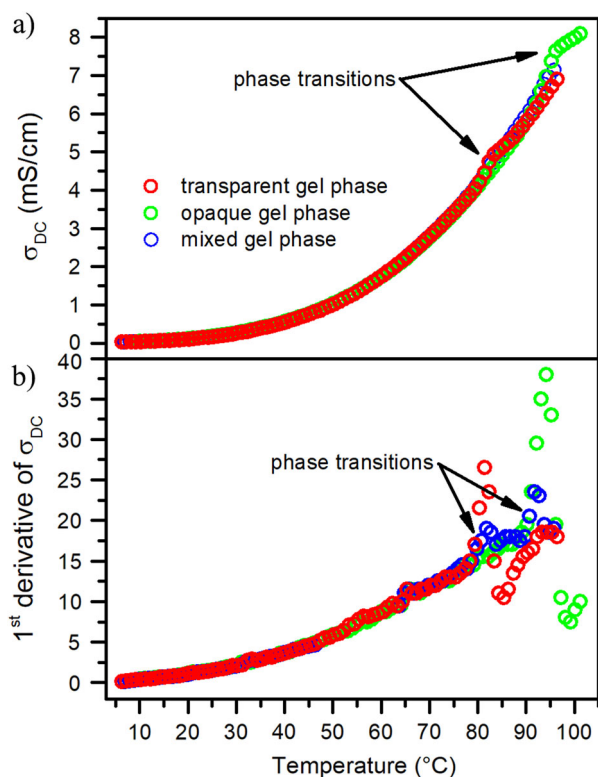 a)
8
7
6
5
4
3
2
1
0
σDC (mS/cm)
phase transitions
transparent gel phase
opaque gel phase
mixed gel phase
b)
40
35
30
25
20
15
10
5
0
1st derivative of σDC
phase transitions
10 20 30 40 50 60 70 80 90 100
Temperature (°C)